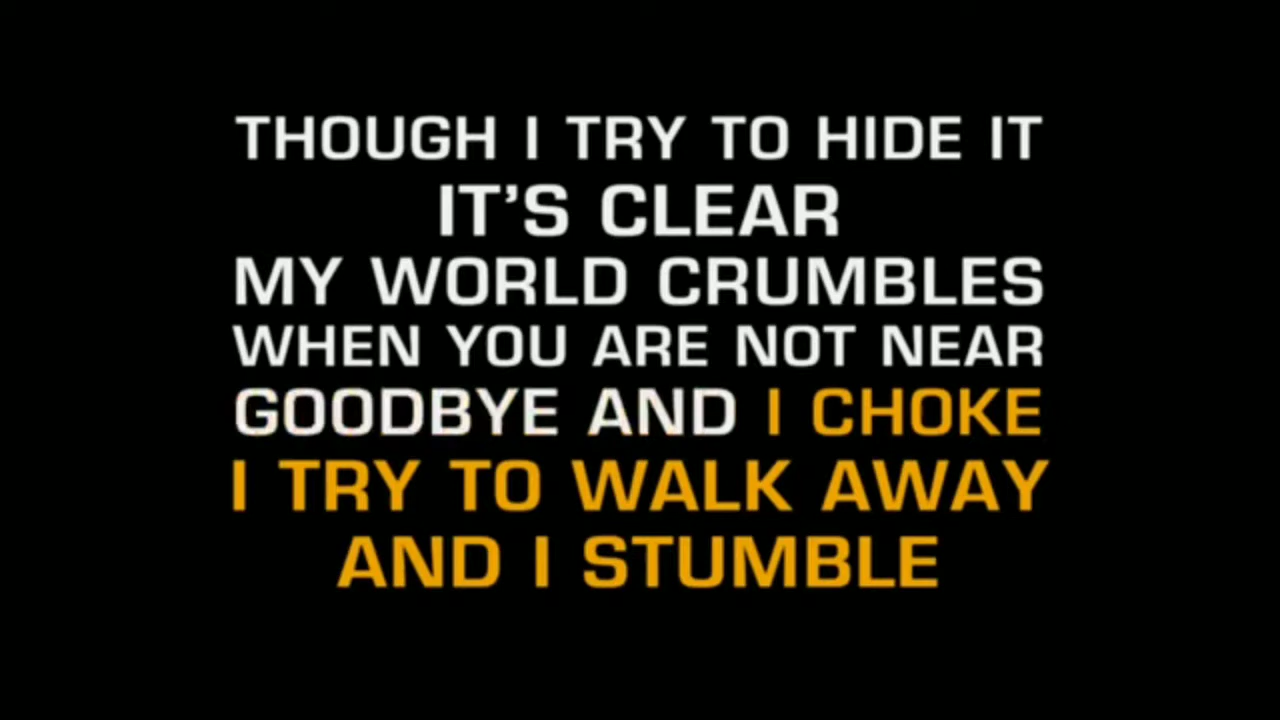 THOUGH I TRY TO HIDE IT
IT’S CLEAR
MY WORLD CRUMBLES
WHEN YOU ARE NOT NEAR
GOODBYE AND I CHOKE
I TRY TO WALK AWAY
AND I STUMBLE